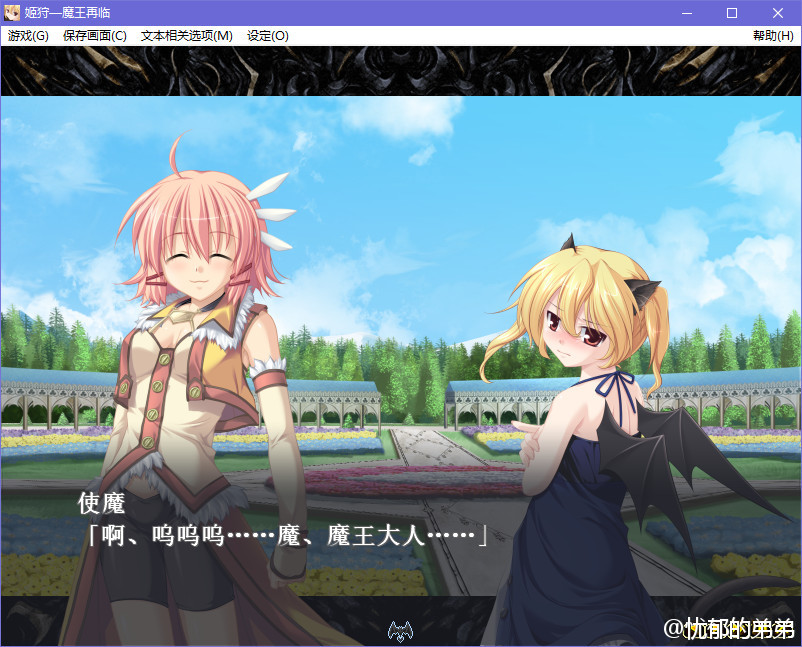 姫狩—魔王再临
游戏(G) 保存画面(C) 文本相关选项(M) 设定(O) 帮助(H)
使魔
「啊、呜呜呜……魔、魔王大人……」
@忧郁的弟弟